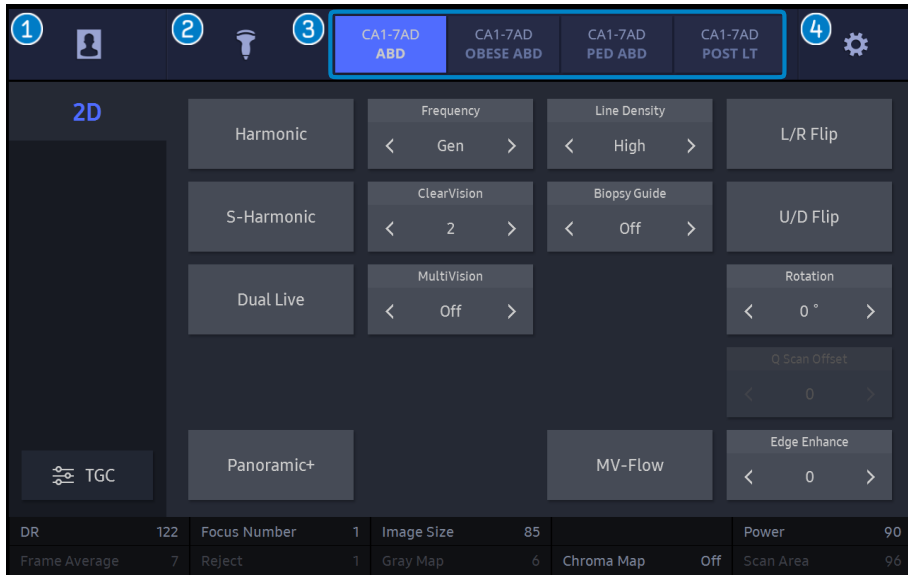 1
2
3
CA1-7AD
ABD
CA1-7AD
OBESE ABD
CA1-7AD
PED ABD
CA1-7AD
POST LT
4
2D
Harmonic
Frequency
< Gen >
Line Density
< High >
L/R Flip
S-Harmonic
ClearVision
< 2 >
Biopsy Guide
< Off >
U/D Flip
Dual Live
MultiVision
< Off >
Rotation
< 0 ° >
Q Scan Offset
< 0 >
TGC
Panoramic+
MV-Flow
Edge Enhance
< 0 >
DR 122 Focus Number 1 Image Size 85 Power 90
Frame Average 7 Reject 1 Gray Map 6 Chroma Map Off Scan Area 96